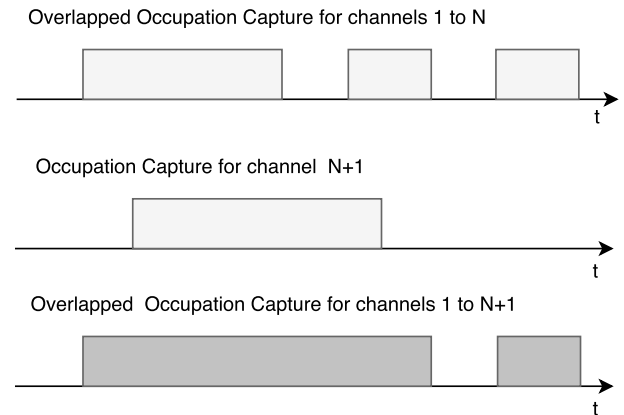 Overlapped Occupation Capture for channels 1 to N
t
Occupation Capture for channel N+1
t
Overlapped Occupation Capture for channels 1 to N+1
t